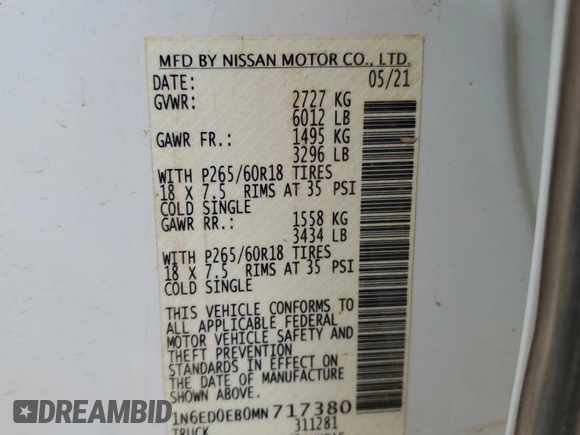 MFD BY NISSAN MOTOR CO., LTD.
DATE: 05/21
GVWR: 2727 KG
6012 LB
GAWR FR.: 1495 KG
3296 LB
WITH P265/60R18 TIRES
18 X 7.5 RIMS AT 35 PSI
COLD SINGLE
GAWR RR.: 1558 KG
3434 LB
WITH P265/60R18 TIRES
18 X 7.5 RIMS AT 35 PSI
COLD SINGLE
THIS VEHICLE CONFORMS TO
ALL APPLICABLE FEDERAL
MOTOR VEHICLE SAFETY AND
THEFT PREVENTION
STANDARDS IN EFFECT ON
THE DATE OF MANUFACTURE
SHOWN ABOVE.
1N6ED0EB0MN717380
TRUCK 311281
DEALERSHIP AUCTION
IDRIVESAFELY